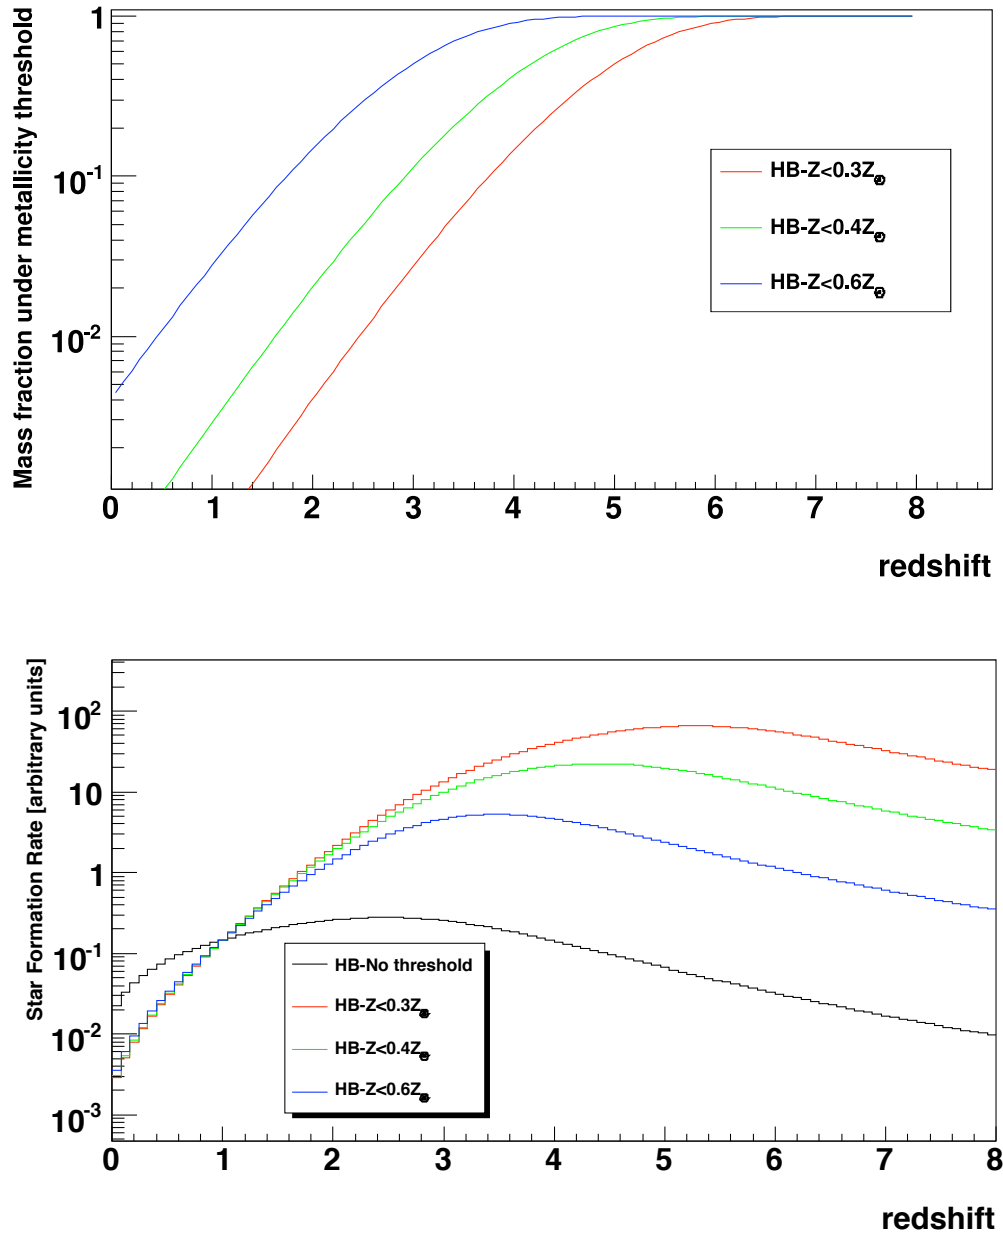 Mass fraction under metallicity threshold
1
10⁻¹
10⁻²
HB-Z<0.3Z⊙
HB-Z<0.4Z⊙
HB-Z<0.6Z⊙
0 1 2 3 4 5 6 7 8
redshift
Star Formation Rate [arbitrary units]
10²
10
1
10⁻¹
10⁻²
10⁻³
HB-No threshold
HB-Z<0.3Z⊙
HB-Z<0.4Z⊙
HB-Z<0.6Z⊙
0 1 2 3 4 5 6 7 8
redshift